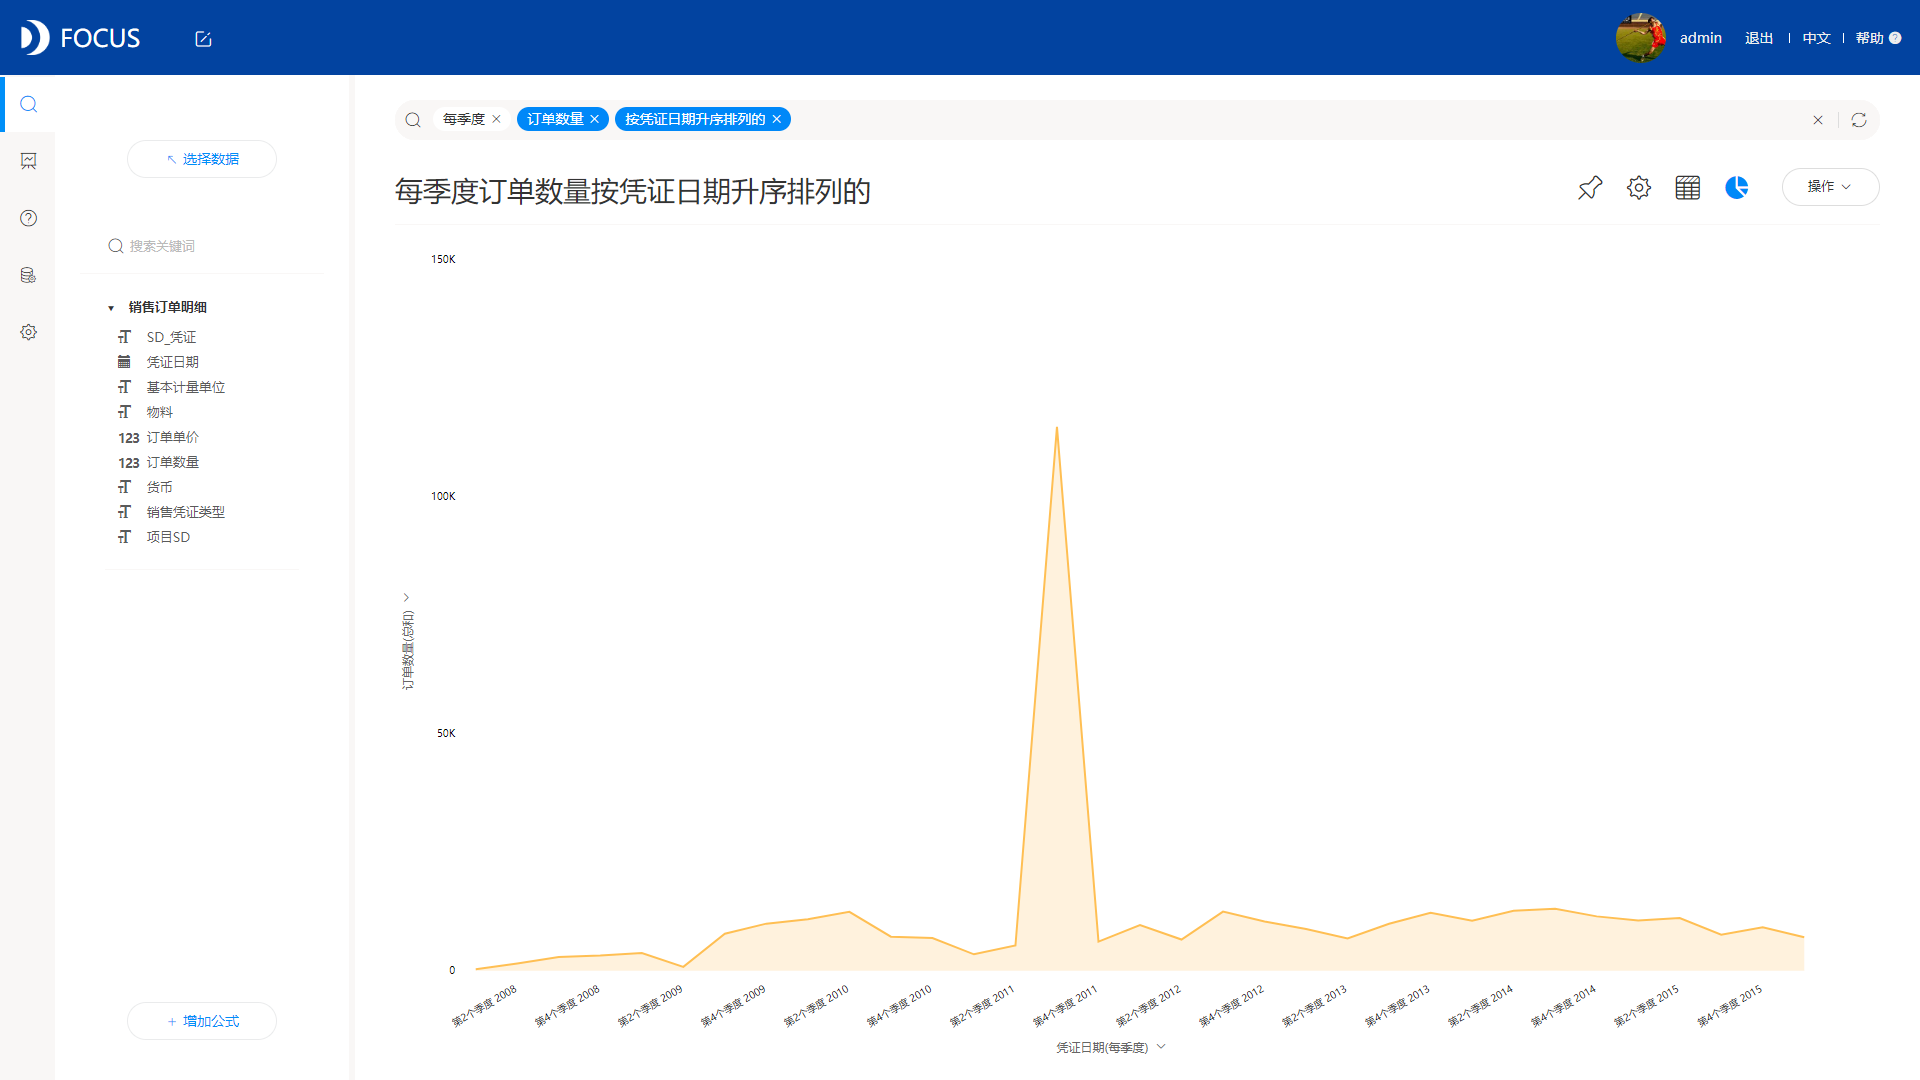 FOCUS
admin 退出 中文 帮助 ?
每季度 订单数量 按凭证日期升序排列的
选择数据
每季度订单数量按凭证日期升序排列的
操作
搜索关键词
销售订单明细
SD_凭证
凭证日期
基本计量单位
物料
123 订单单价
123 订单数量
货币
销售凭证类型
项目SD
增加公式
150K
100K
50K
0
订单数量(总和)
第2个季度 2008
第4个季度 2008
第2个季度 2009
第4个季度 2009
第2个季度 2010
第4个季度 2010
第2个季度 2011
第4个季度 2011
第2个季度 2012
第4个季度 2012
第2个季度 2013
第4个季度 2013
第2个季度 2014
第4个季度 2014
第2个季度 2015
第4个季度 2015
凭证日期(每季度)